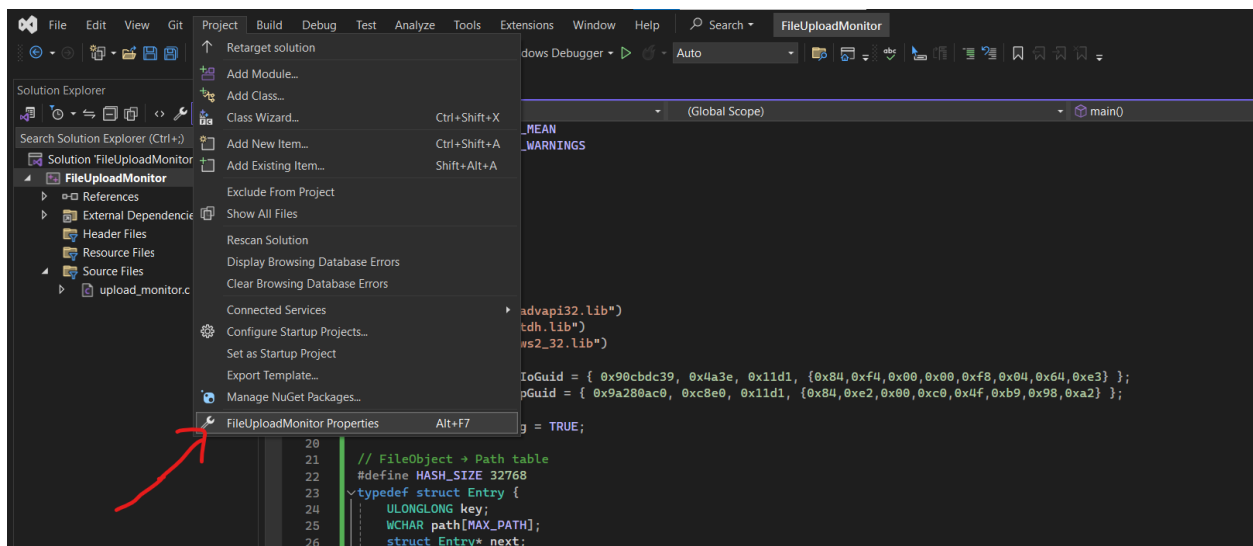 File Edit View Git Project Build Debug Test Analyze Tools Extensions Window Help Search FileUploadMonitor
dows Debugger Auto
Retarget solution
Add Module...
Add Class...
Class Wizard... Ctrl+Shift+X
Add New Item... Ctrl+Shift+A
Add Existing Item... Shift+Alt+A
Exclude From Project
Show All Files
Rescan Solution
Display Browsing Database Errors
Clear Browsing Database Errors
Connected Services
Configure Startup Projects...
Set as Startup Project
Export Template...
Manage NuGet Packages...
FileUploadMonitor Properties Alt+F7
Solution Explorer
Search Solution Explorer (Ctrl+;)
Solution 'FileUploadMonitor
FileUploadMonitor
References
External Dependencie
Header Files
Resource Files
Source Files
upload_monitor.c
(Global Scope) main()
_MEAN
_WARNINGS
advapi32.lib")
tdh.lib")
ws2_32.lib")
IoGuid = { 0x90cbdc39, 0x4a3e, 0x11d1, {0x84,0xf4,0x00,0x00,0xf8,0x04,0x64,0xe3} };
pGuid = { 0x9a280ac0, 0xc8e0, 0x11d1, {0x84,0xe2,0x00,0xc0,0x4f,0xb9,0x98,0xa2} };
g = TRUE;
20
21 // FileObject → Path table
22 #define HASH_SIZE 32768
23 typedef struct Entry {
24 ULONGLONG key;
25 WCHAR path[MAX_PATH];
26 struct Entry* next;